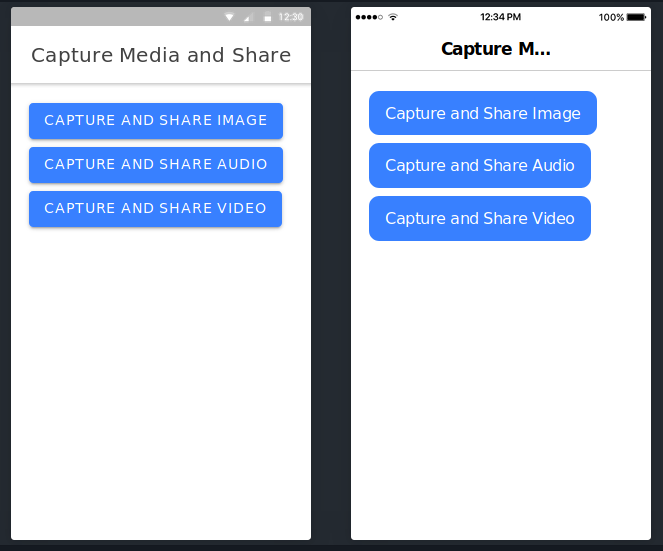 12:30
Capture Media and Share
CAPTURE AND SHARE IMAGE
CAPTURE AND SHARE AUDIO
CAPTURE AND SHARE VIDEO
12:34 PM 100%
Capture M...
Capture and Share Image
Capture and Share Audio
Capture and Share Video